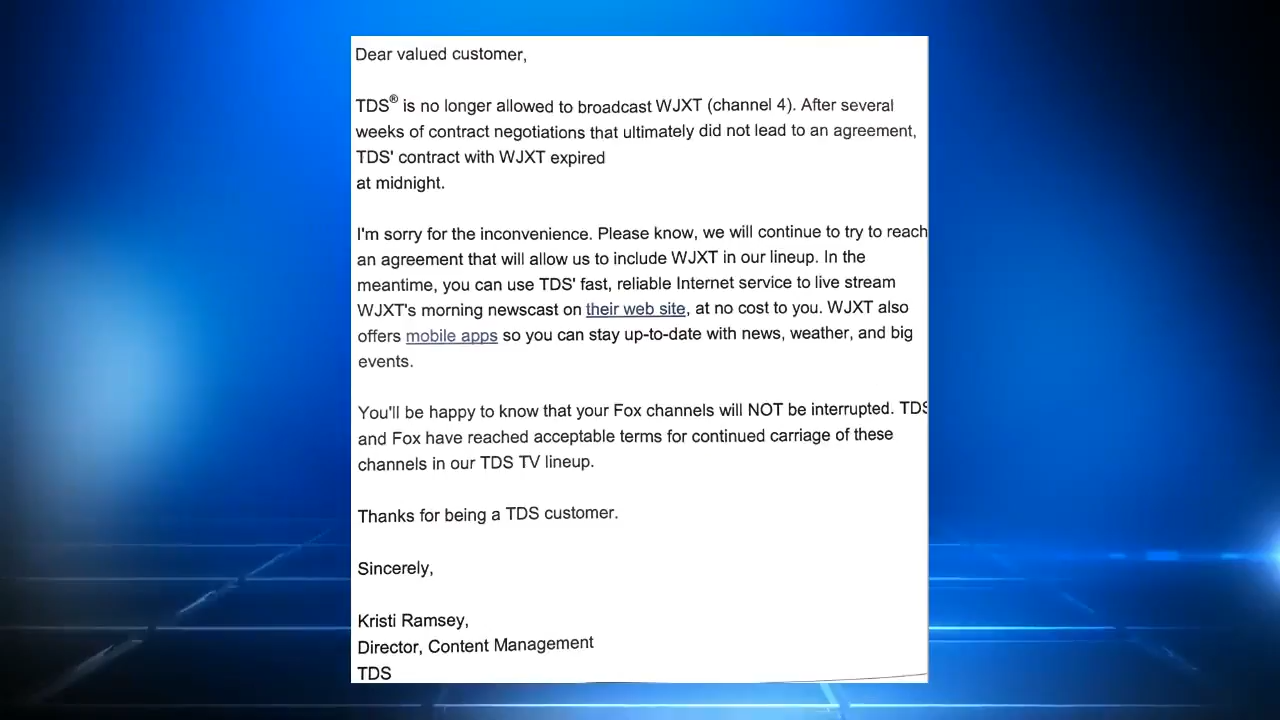 Dear valued customer,
TDS® is no longer allowed to broadcast WJXT (channel 4). After several
weeks of contract negotiations that ultimately did not lead to an agreement,
TDS' contract with WJXT expired
at midnight.
I'm sorry for the inconvenience. Please know, we will continue to try to reach
an agreement that will allow us to include WJXT in our lineup. In the
meantime, you can use TDS' fast, reliable Internet service to live stream
WJXT's morning newscast on their web site, at no cost to you. WJXT also
offers mobile apps so you can stay up-to-date with news, weather, and big
events.
You'll be happy to know that your Fox channels will NOT be interrupted. TDS
and Fox have reached acceptable terms for continued carriage of these
channels in our TDS TV lineup.
Thanks for being a TDS customer.
Sincerely,
Kristi Ramsey,
Director, Content Management
TDS